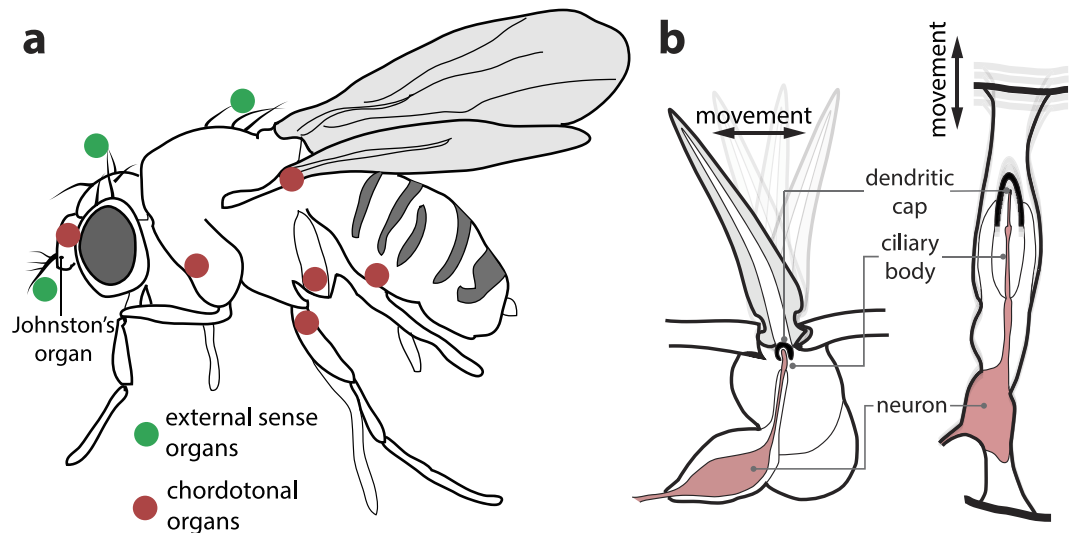 a
Johnston's
organ
external sense
organs
chordotonal
organs
b
movement
movement
dendritic
cap
ciliary
body
neuron